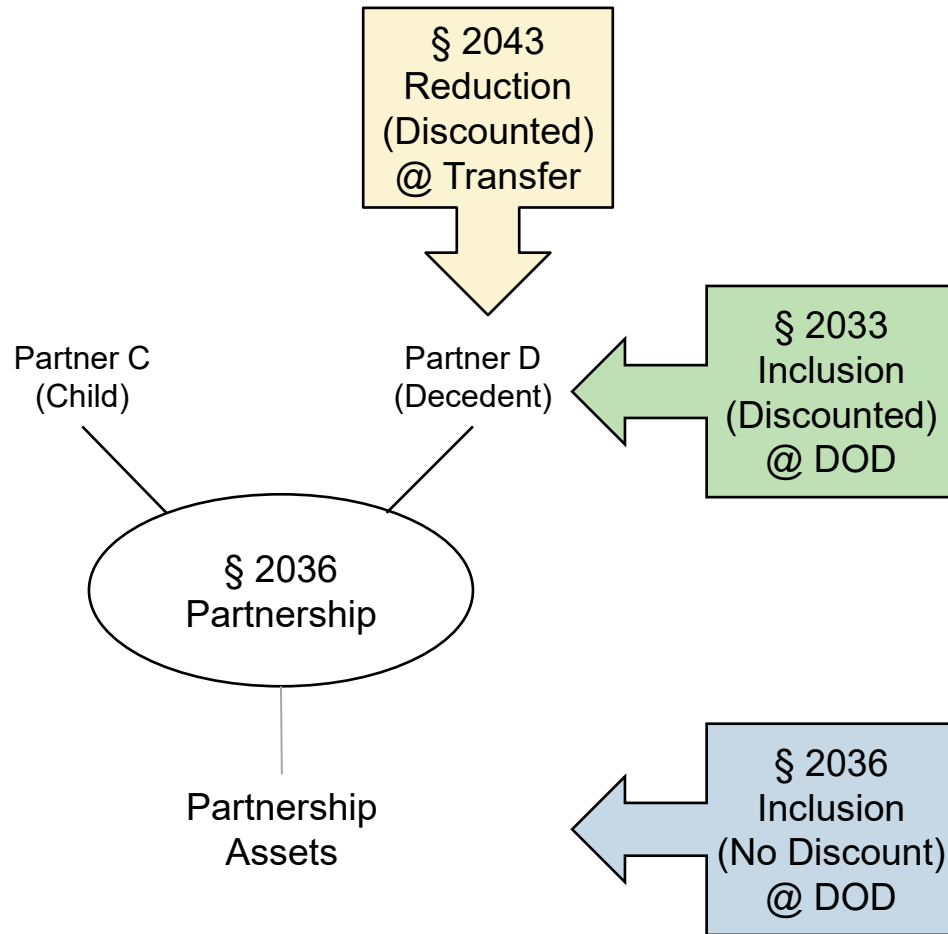 § 2043
Reduction
(Discounted)
@ Transfer
Partner C
(Child)
Partner D
(Decedent)
§ 2033
Inclusion
(Discounted)
@ DOD
§ 2036
Partnership
Partnership
Assets
§ 2036
Inclusion
(No Discount)
@ DOD